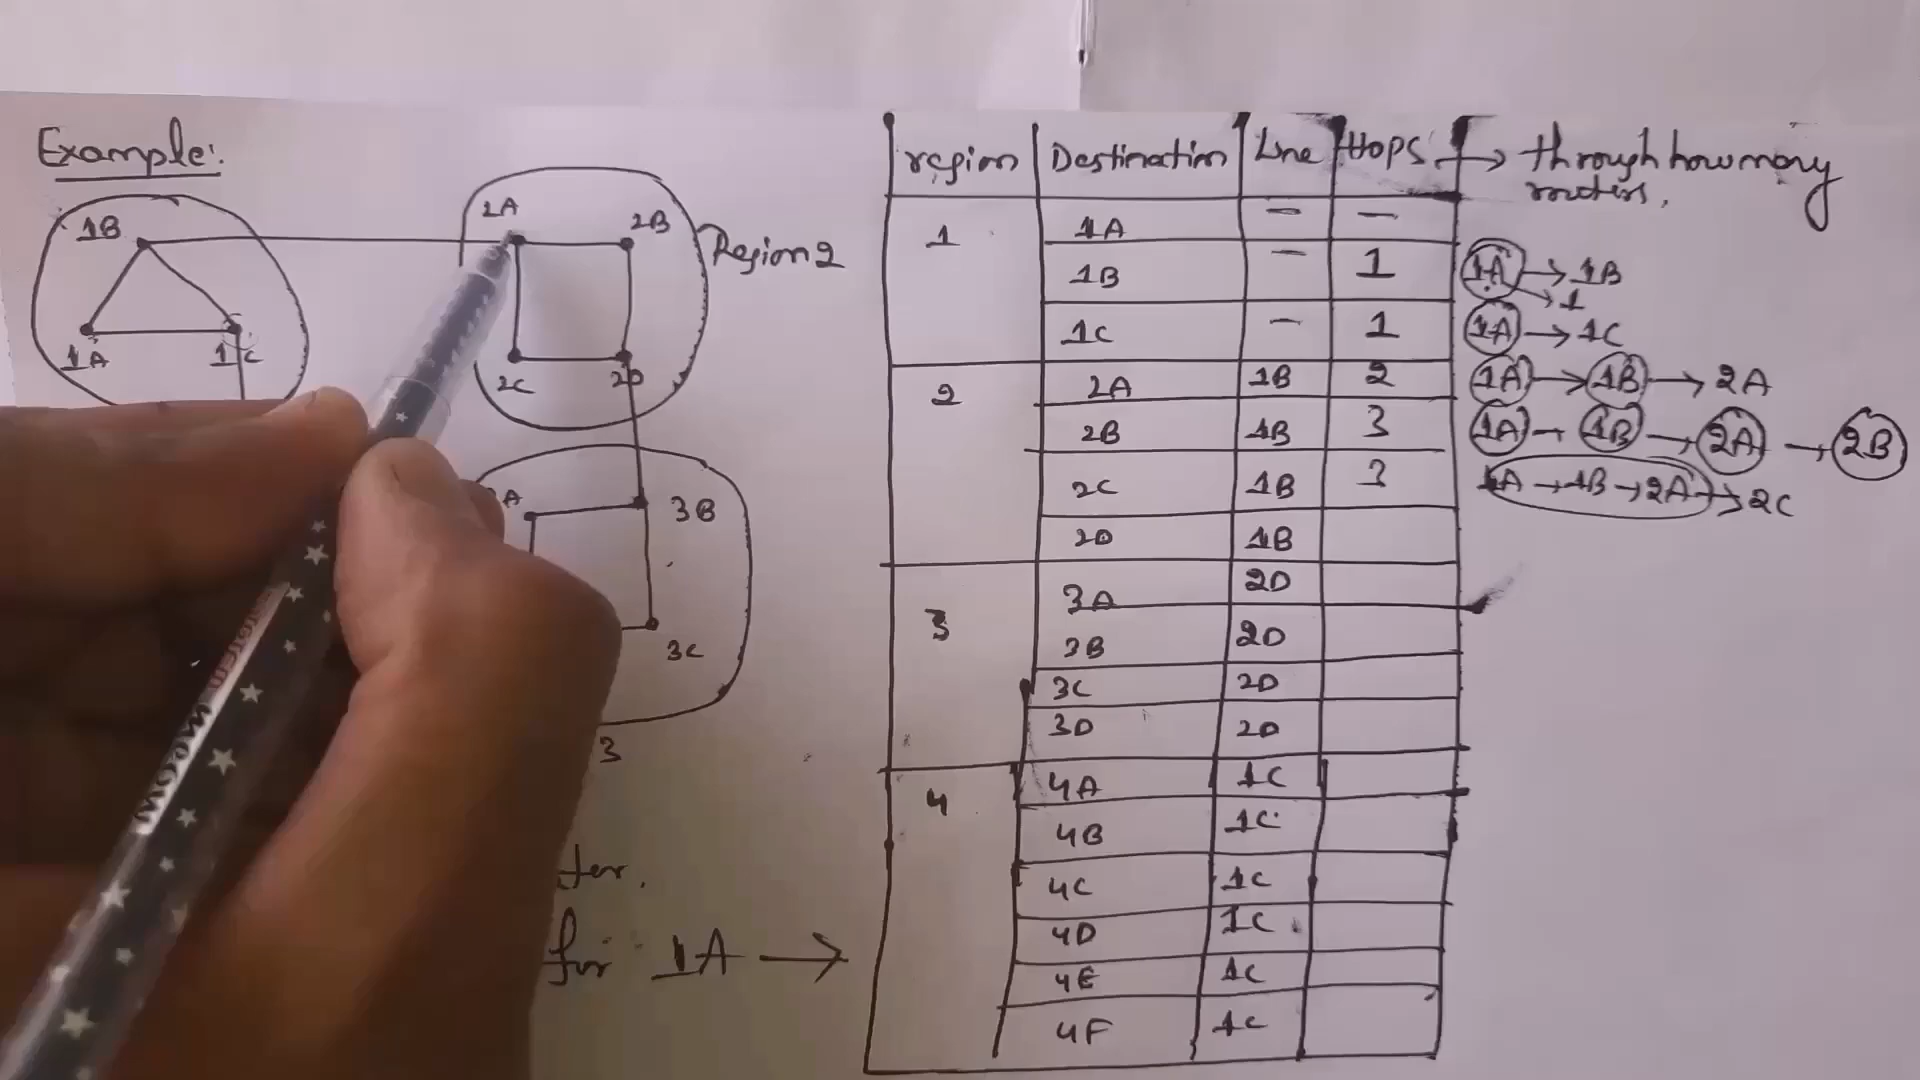 Example:
1B
1A
1C
2A
2B
2C
2D
Region 2
3B
3C
3
for 1A →
region Destination Line Hops → through how many
routers.
1 1A - -
1B - 1 1A → 1B
→ 1
1C - 1 1A → 1C
2 2A 1B 2 1A → 1B → 2A
2B 1B 3 1A → 1B → 2A → 2B
2C 1B 3 1A → 1B → 2A → 2C
2D 1B
3 3A 2D
3B 2D
3C 2D
3D 2D
4 4A 1C
4B 1C
4C 1C
4D 1C
4E 1C
4F 1C